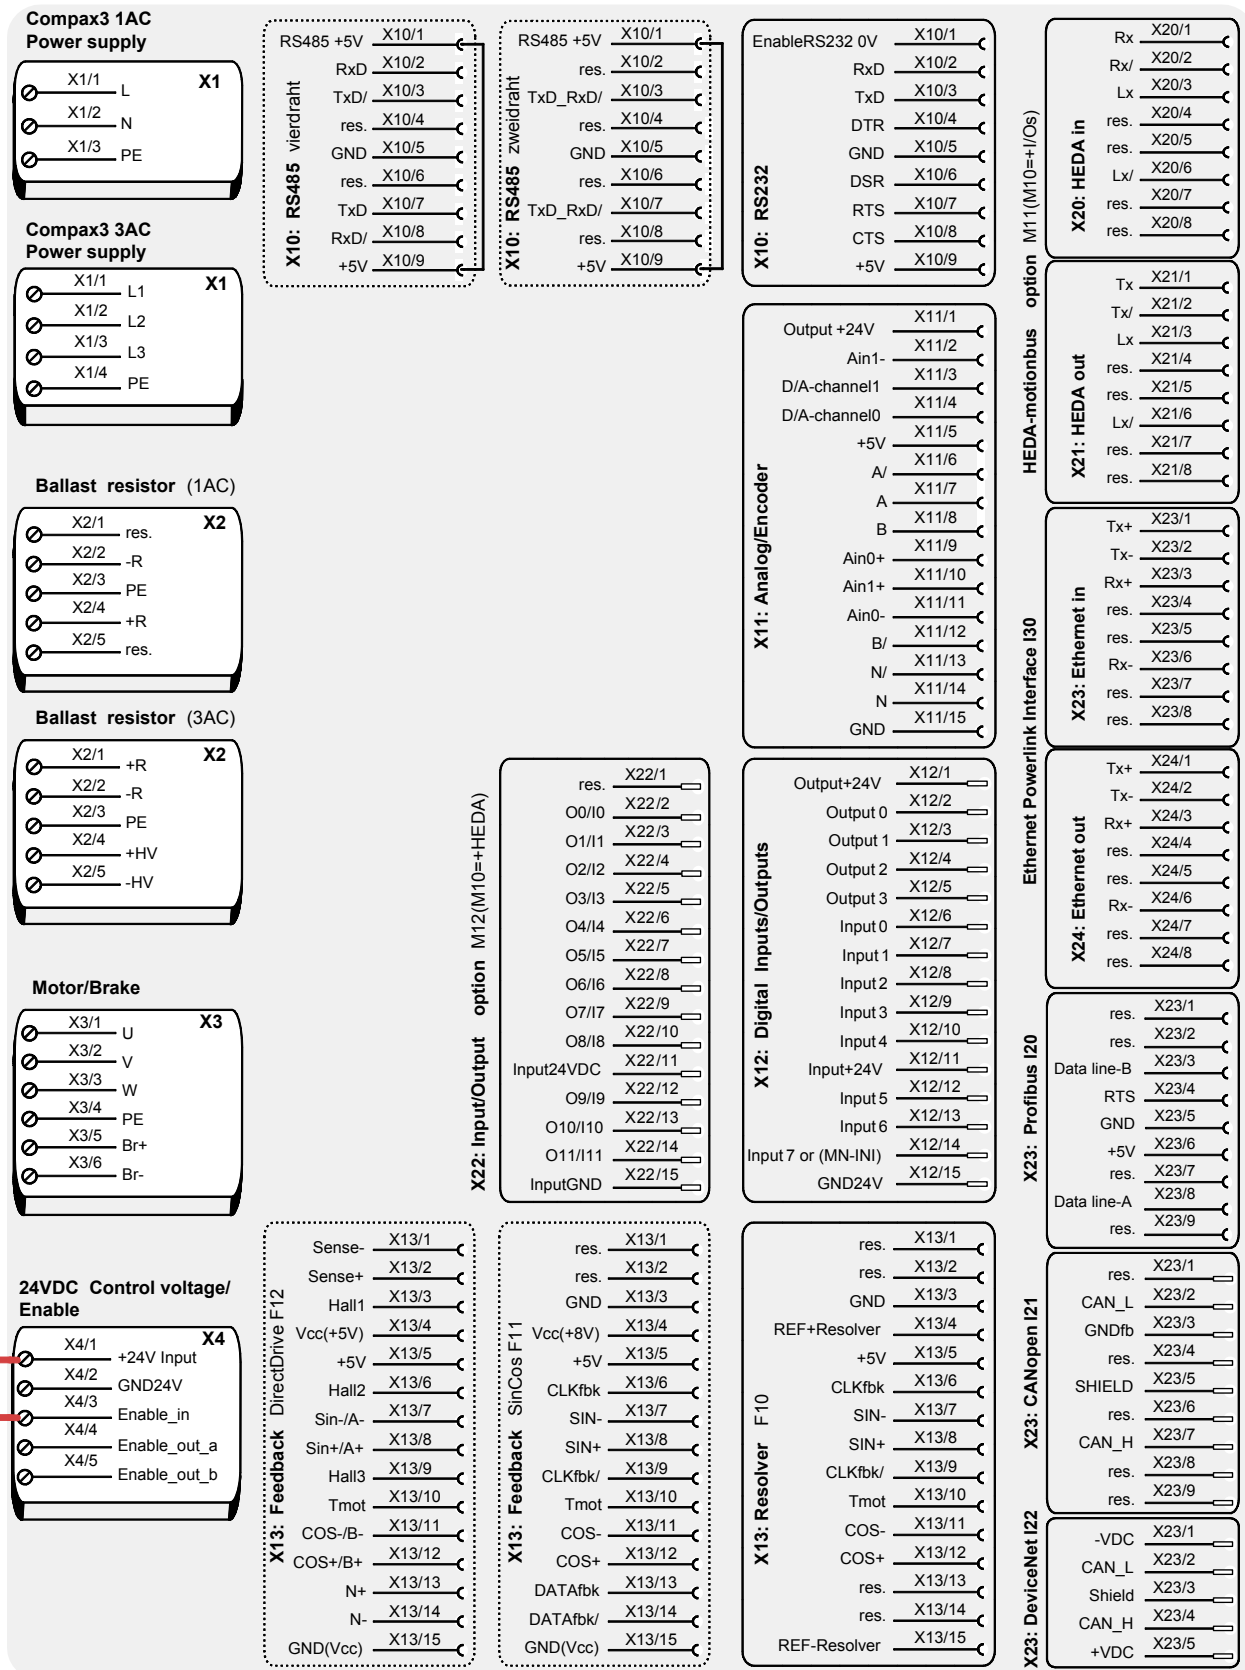 Compax3 1AC
Power supply
X1
X1/1 L
X1/2 N
X1/3 PE
Compax3 3AC
Power supply
X1
X1/1 L1
X1/2 L2
X1/3 L3
X1/4 PE
Ballast resistor (1AC)
X2
X2/1 res.
X2/2 -R
X2/3 PE
X2/4 +R
X2/5 res.
Ballast resistor (3AC)
X2
X2/1 +R
X2/2 -R
X2/3 PE
X2/4 +HV
X2/5 -HV
Motor/Brake
X3
X3/1 U
X3/2 V
X3/3 W
X3/4 PE
X3/5 Br+
X3/6 Br-
24VDC Control voltage/
Enable
X4
X4/1 +24V Input
X4/2 GND24V
X4/3 Enable_in
X4/4 Enable_out_a
X4/5 Enable_out_b
X10: RS485 vierdraht
RS485 +5V X10/1
RxD X10/2
TxD/ X10/3
res. X10/4
GND X10/5
res. X10/6
TxD X10/7
RxD/ X10/8
+5V X10/9
X10: RS485 zweidraht
RS485 +5V X10/1
res. X10/2
TxD_RxD/ X10/3
res. X10/4
GND X10/5
res. X10/6
TxD_RxD/ X10/7
res. X10/8
+5V X10/9
X10: RS232
EnableRS232 0V X10/1
RxD X10/2
TxD X10/3
DTR X10/4
GND X10/5
DSR X10/6
RTS X10/7
CTS X10/8
+5V X10/9
X11: Analog/Encoder
Output +24V X11/1
Ain1- X11/2
D/A-channel1 X11/3
D/A-channel0 X11/4
+5V X11/5
A/ X11/6
A X11/7
B X11/8
Ain0+ X11/9
Ain1+ X11/10
Ain0- X11/11
B/ X11/12
N/ X11/13
N X11/14
GND X11/15
X22: Input/Output option M12(M10=+HEDA)
res. X22/1
O0/I0 X22/2
O1/I1 X22/3
O2/I2 X22/4
O3/I3 X22/5
O4/I4 X22/6
O5/I5 X22/7
O6/I6 X22/8
O7/I7 X22/9
O8/I8 X22/10
Input24VDC X22/11
O9/I9 X22/12
O10/I10 X22/13
O11/I11 X22/14
InputGND X22/15
X12: Digital Inputs/Outputs
Output+24V X12/1
Output 0 X12/2
Output 1 X12/3
Output 2 X12/4
Output 3 X12/5
Input 0 X12/6
Input 1 X12/7
Input 2 X12/8
Input 3 X12/9
Input 4 X12/10
Input+24V X12/11
Input 5 X12/12
Input 6 X12/13
Input 7 or (MN-INI) X12/14
GND24V X12/15
X13: Feedback DirectDrive F12
Sense- X13/1
Sense+ X13/2
Hall1 X13/3
Vcc(+5V) X13/4
+5V X13/5
Hall2 X13/6
Sin-/A- X13/7
Sin+/A+ X13/8
Hall3 X13/9
Tmot X13/10
COS-/B- X13/11
COS+/B+ X13/12
N+ X13/13
N- X13/14
GND(Vcc) X13/15
X13: Feedback SinCos F11
res. X13/1
res. X13/2
GND X13/3
Vcc(+8V) X13/4
+5V X13/5
CLKfbk X13/6
SIN- X13/7
SIN+ X13/8
CLKfbk/ X13/9
Tmot X13/10
COS- X13/11
COS+ X13/12
DATAfbk X13/13
DATAfbk/ X13/14
GND(Vcc) X13/15
X13: Resolver F10
res. X13/1
res. X13/2
GND X13/3
REF+Resolver X13/4
+5V X13/5
CLKfbk X13/6
SIN- X13/7
SIN+ X13/8
CLKfbk/ X13/9
Tmot X13/10
COS- X13/11
COS+ X13/12
res. X13/13
res. X13/14
REF-Resolver X13/15
HEDA-motionbus option M11(M10=+I/Os)
X20: HEDA in
Rx X20/1
Rx/ X20/2
Lx X20/3
res. X20/4
res. X20/5
Lx/ X20/6
res. X20/7
res. X20/8
X21: HEDA out
Tx X21/1
Tx/ X21/2
Lx X21/3
res. X21/4
res. X21/5
Lx/ X21/6
res. X21/7
res. X21/8
Ethernet Powerlink Interface I30
X23: Ethernet in
Tx+ X23/1
Tx- X23/2
Rx+ X23/3
res. X23/4
res. X23/5
Rx- X23/6
res. X23/7
res. X23/8
X24: Ethernet out
Tx+ X24/1
Tx- X24/2
Rx+ X24/3
res. X24/4
res. X24/5
Rx- X24/6
res. X24/7
res. X24/8
X23: Profibus I20
res. X23/1
res. X23/2
Data line-B X23/3
RTS X23/4
GND X23/5
+5V X23/6
res. X23/7
Data line-A X23/8
res. X23/9
X23: CANopen I21
res. X23/1
CAN_L X23/2
GNDfb X23/3
res. X23/4
SHIELD X23/5
res. X23/6
CAN_H X23/7
res. X23/8
res. X23/9
X23: DeviceNet I22
-VDC X23/1
CAN_L X23/2
Shield X23/3
CAN_H X23/4
+VDC X23/5